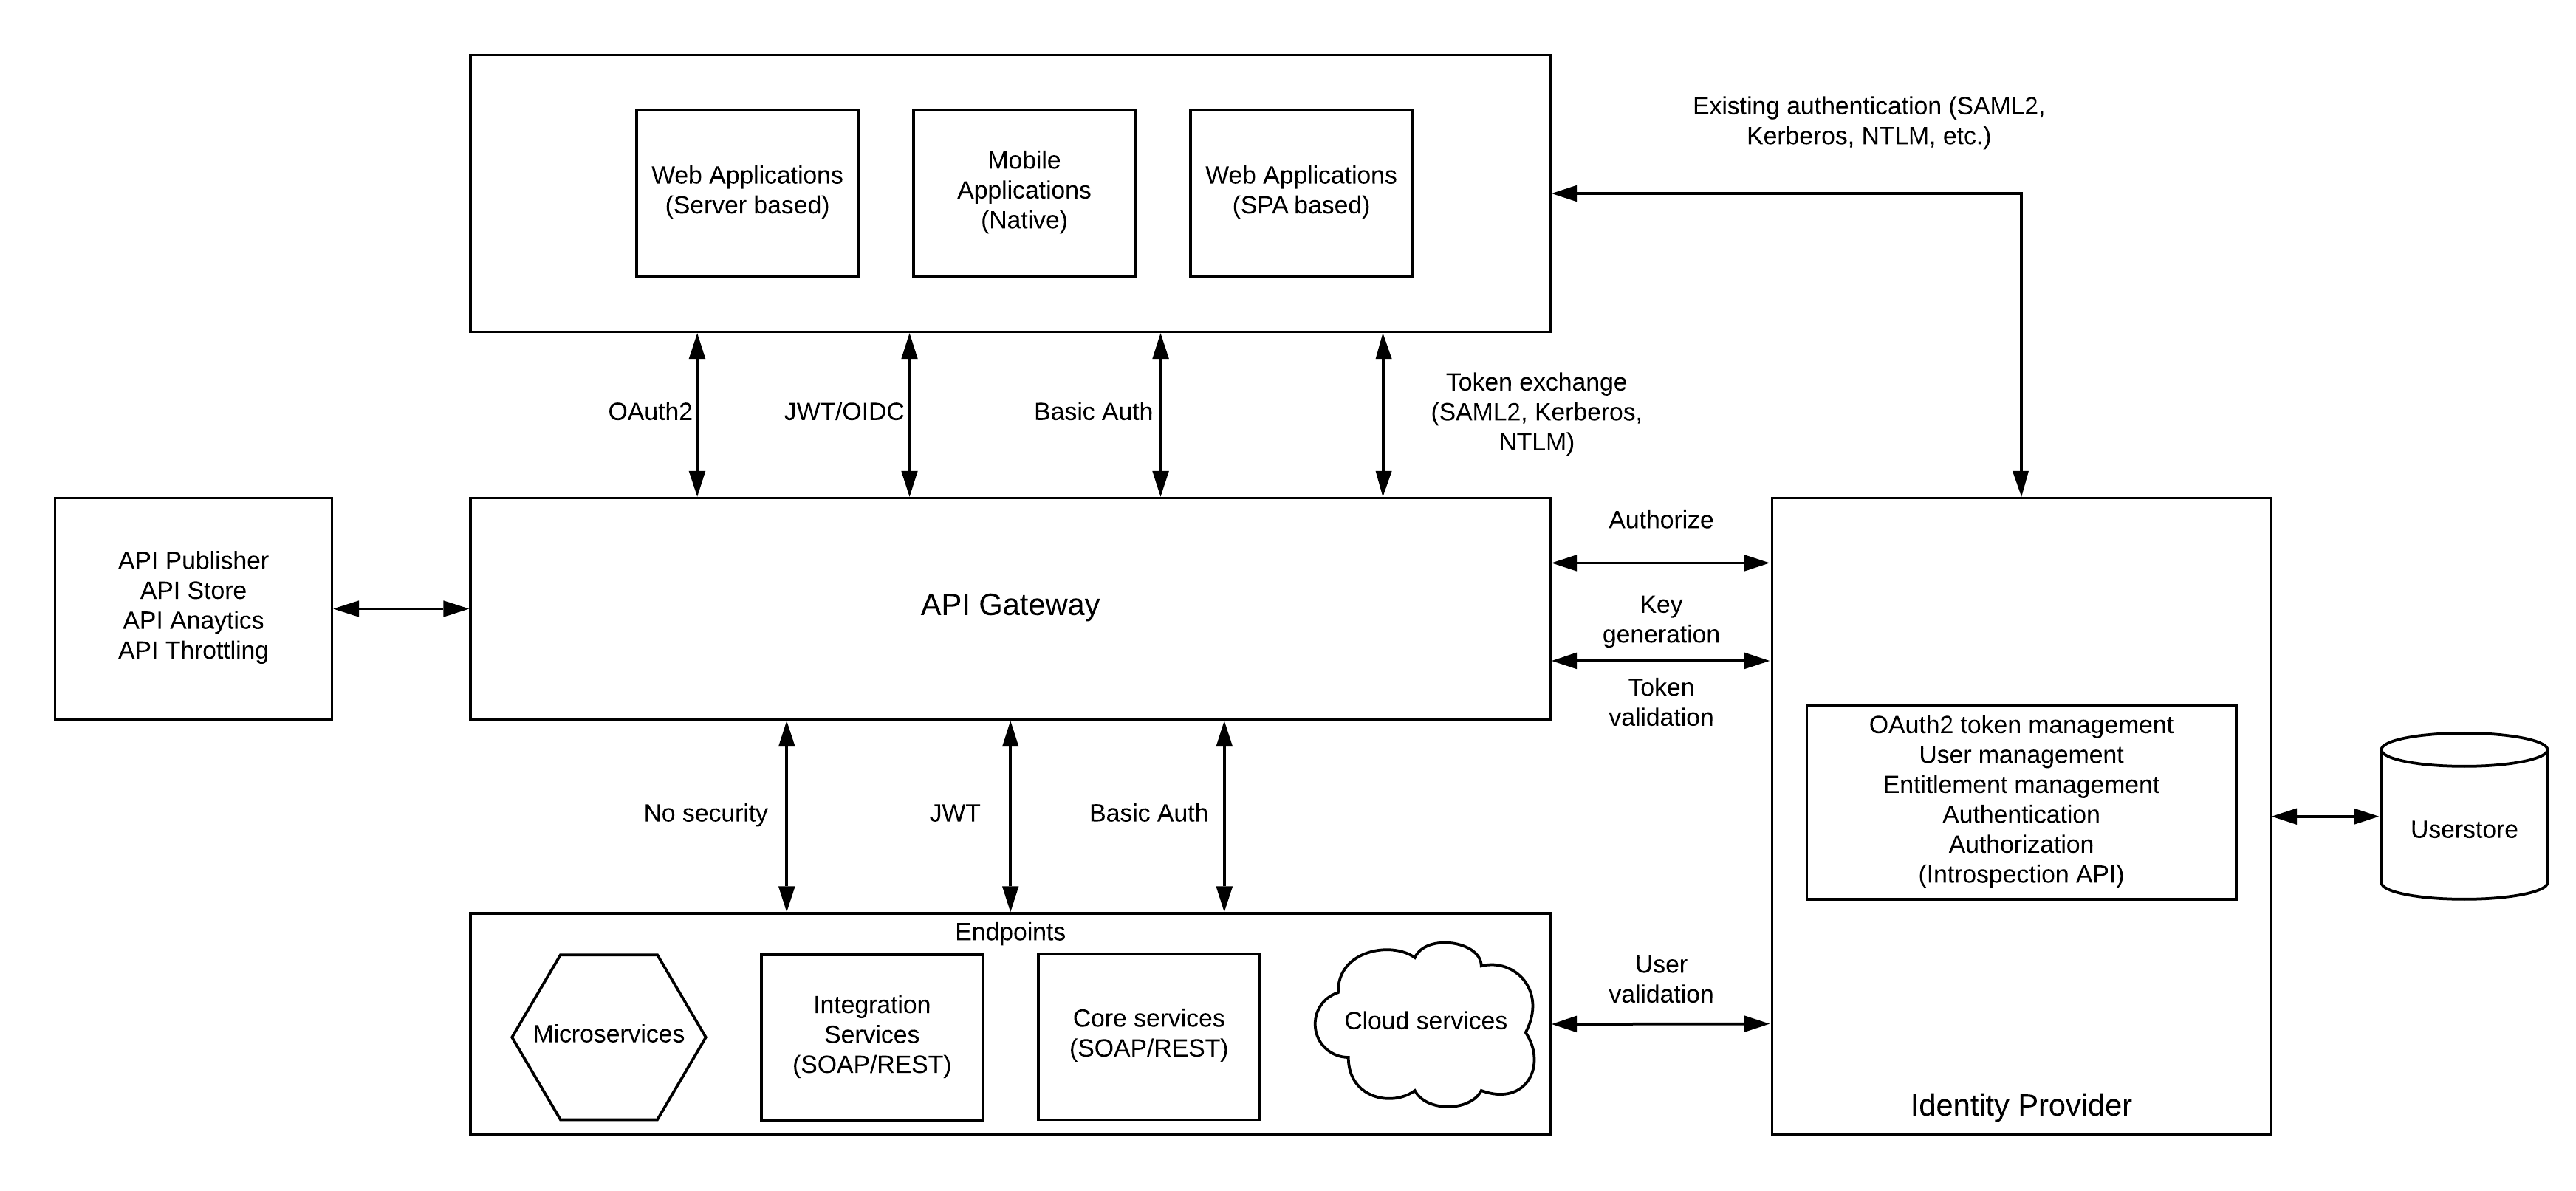 Web Applications
(Server based)
Mobile
Applications
(Native)
Web Applications
(SPA based)
Existing authentication (SAML2,
Kerberos, NTLM, etc.)
OAuth2
JWT/OIDC
Basic Auth
Token exchange
(SAML2, Kerberos,
NTLM)
API Publisher
API Store
API Anaytics
API Throttling
API Gateway
Authorize
Key
generation
Token
validation
OAuth2 token management
User management
Entitlement management
Authentication
Authorization
(Introspection API)
Userstore
No security
JWT
Basic Auth
Endpoints
Microservices
Integration
Services
(SOAP/REST)
Core services
(SOAP/REST)
Cloud services
User
validation
Identity Provider